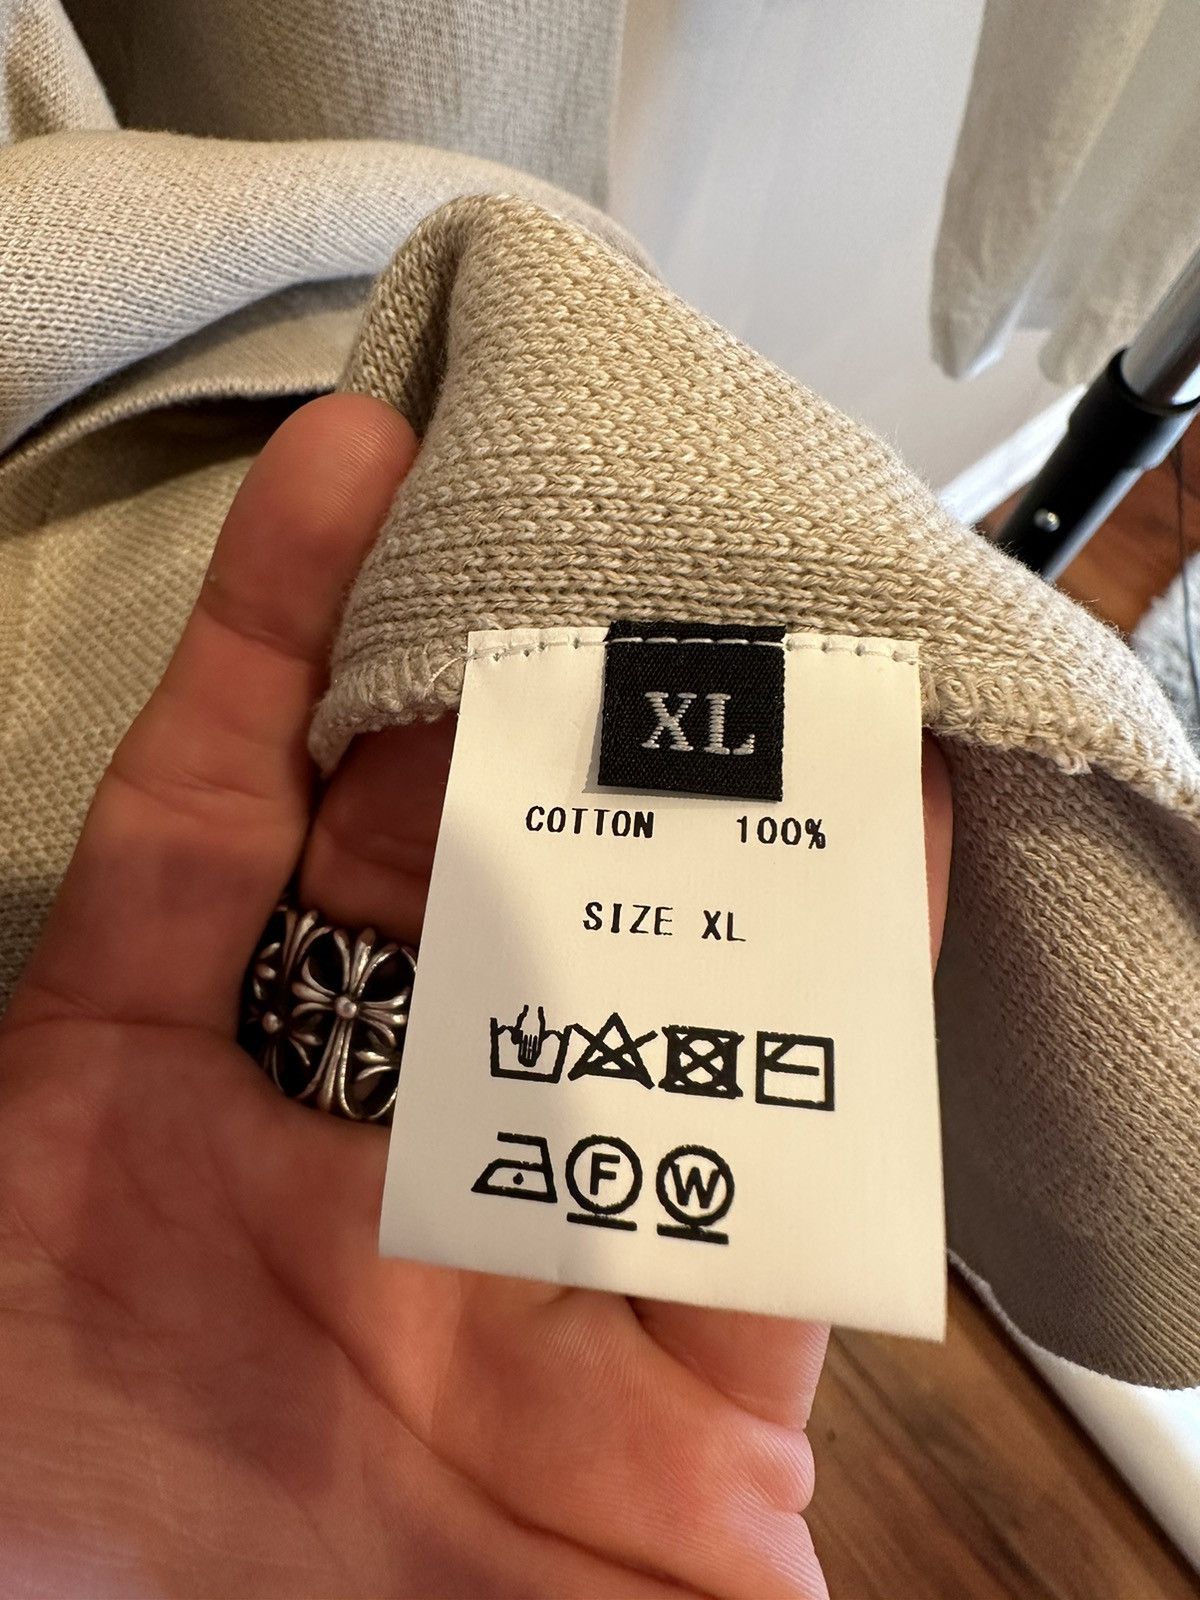 XL
COTTON 100%
SIZE XL
F W